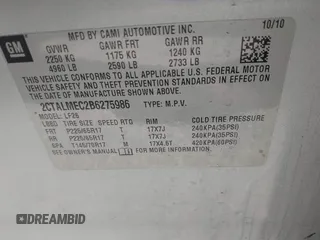 GM
MFD BY CAMI AUTOMOTIVE INC. 10/10
GVWR GAWR FRT GAWR RR
2250 KG 1175 KG 1240 KG
4960 LB 2590 LB 2733 LB
THIS VEHICLE CONFORMS TO ALL APPLICABLE U.S. FEDERAL MOTOR
VEHICLE SAFETY, BUMPER, AND THEFT
PREVENTION STANDARDS IN EFFECT ON THE DATE
OF MANUFACTURE SHOWN ABOVE.
2CTALMEC2B6275986 TYPE: M.P.V.
MODEL: LF26
LOAD TIRE SIZE SPEED RTG RIM COLD TIRE PRESSURE
FRT P225/65R17 T 17X7J 240KPA(35PSI)
RR P225/65R17 T 17X7J 240KPA(35PSI)
SPA T145/70R17 M 17X4.5T 420KPA(60PSI)
SEE OWNER'S MANUAL
DREAMBID